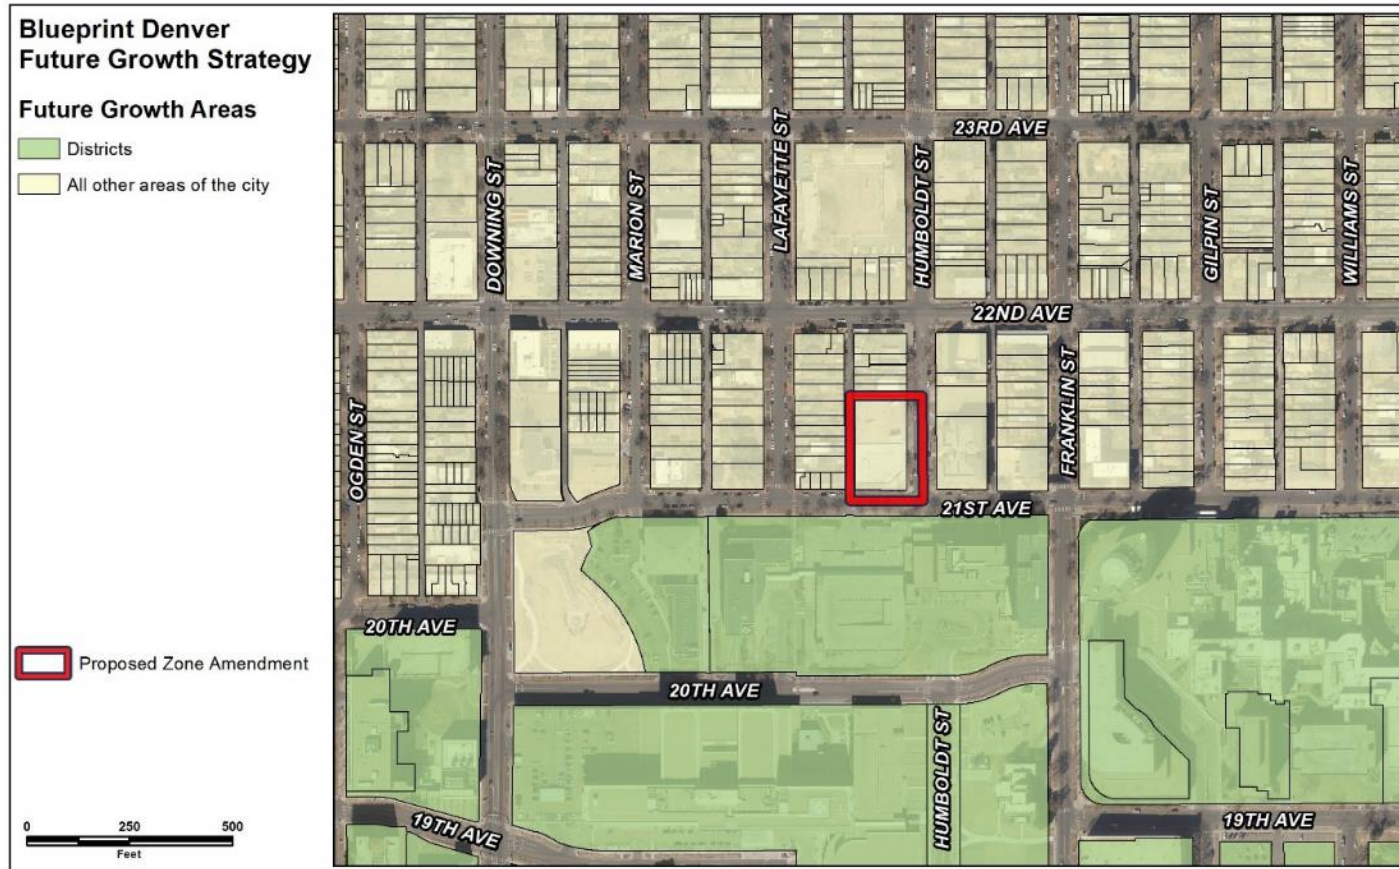 Blueprint Denver
Future Growth Strategy
Future Growth Areas
Districts
All other areas of the city
Proposed Zone Amendment
0 250 500
Feet
23RD AVE
DOWNING ST
MARION ST
LAFAYETTE ST
HUMBOLDT ST
GILPIN ST
WILLIAMS ST
22ND AVE
OGDEN ST
FRANKLIN ST
21ST AVE
20TH AVE
20TH AVE
HUMBOLDT ST
19TH AVE
19TH AVE